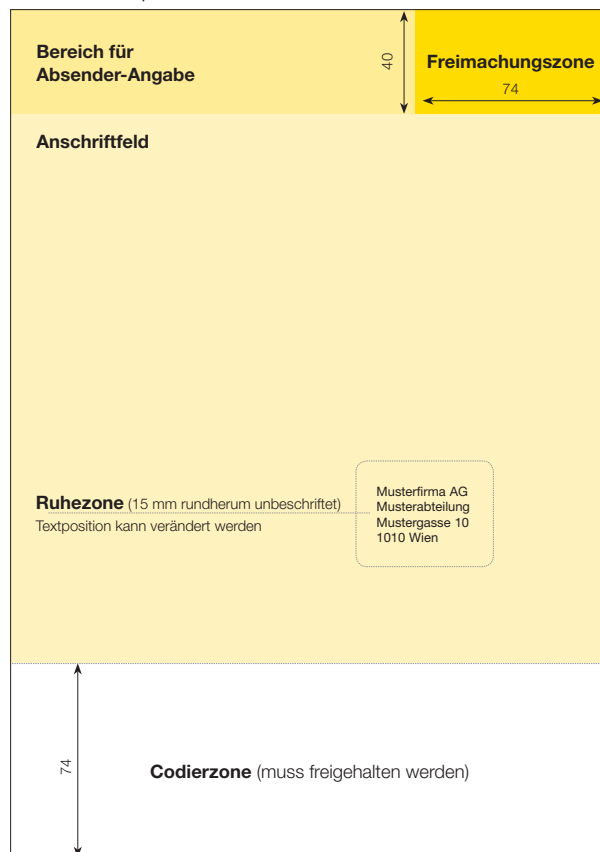 Bereich für
Absender-Angabe
40
Freimachungszone
74
Anschriftfeld
Ruhezone (15 mm rundherum unbeschriftet)
Textposition kann verändert werden
Musterfirma AG
Musterabteilung
Mustergasse 10
1010 Wien
74
Codierzone (muss freigehalten werden)